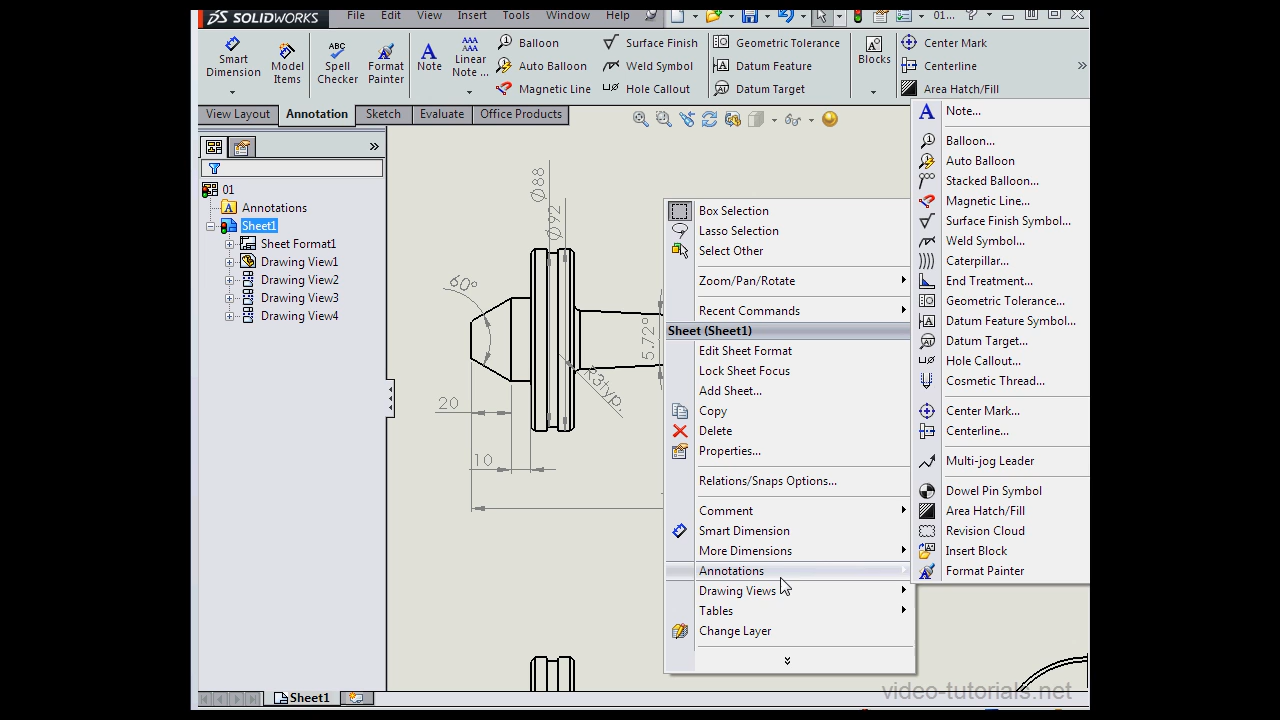 SOLIDWORKS File Edit View Insert Tools Window Help 01... ?
Smart Dimension
Model Items
Spell Checker
Format Painter
Note
Linear Note ...
Balloon
Auto Balloon
Magnetic Line
Surface Finish
Weld Symbol
Hole Callout
Geometric Tolerance
Datum Feature
Datum Target
Blocks
Center Mark
Centerline
Area Hatch/Fill
View Layout Annotation Sketch Evaluate Office Products
01
Annotations
Sheet1
Sheet Format1
Drawing View1
Drawing View2
Drawing View3
Drawing View4
Ø88
Ø92
60°
5.72°
R3typ.
20
10
Box Selection
Lasso Selection
Select Other
Zoom/Pan/Rotate
Recent Commands
Sheet (Sheet1)
Edit Sheet Format
Lock Sheet Focus
Add Sheet...
Copy
Delete
Properties...
Relations/Snaps Options...
Comment
Smart Dimension
More Dimensions
Annotations
Drawing Views
Tables
Change Layer
Note...
Balloon...
Auto Balloon
Stacked Balloon...
Magnetic Line...
Surface Finish Symbol...
Weld Symbol...
Caterpillar...
End Treatment...
Geometric Tolerance...
Datum Feature Symbol...
Datum Target...
Hole Callout...
Cosmetic Thread...
Center Mark...
Centerline...
Multi-jog Leader
Dowel Pin Symbol
Area Hatch/Fill
Revision Cloud
Insert Block
Format Painter
Sheet1
video-tutorials.net